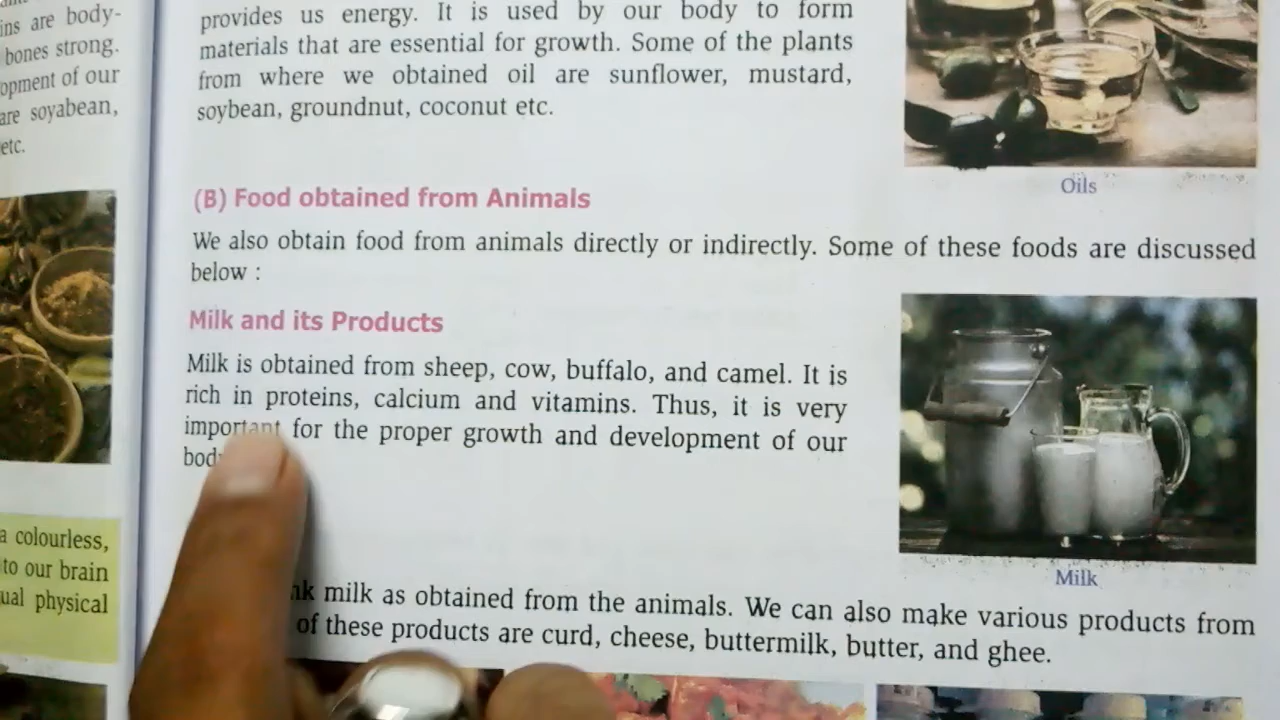 ins are body-
bones strong.
opment of our
are soyabean,
etc.
a colourless,
to our brain
ual physical
provides us energy. It is used by our body to form
materials that are essential for growth. Some of the plants
from where we obtained oil are sunflower, mustard,
soybean, groundnut, coconut etc.
Oils
(B) Food obtained from Animals
We also obtain food from animals directly or indirectly. Some of these foods are discussed
below :
Milk and its Products
Milk is obtained from sheep, cow, buffalo, and camel. It is
rich in proteins, calcium and vitamins. Thus, it is very
important for the proper growth and development of our
Milk
milk as obtained from the animals. We can also make various products from
of these products are curd, cheese, buttermilk, butter, and ghee.